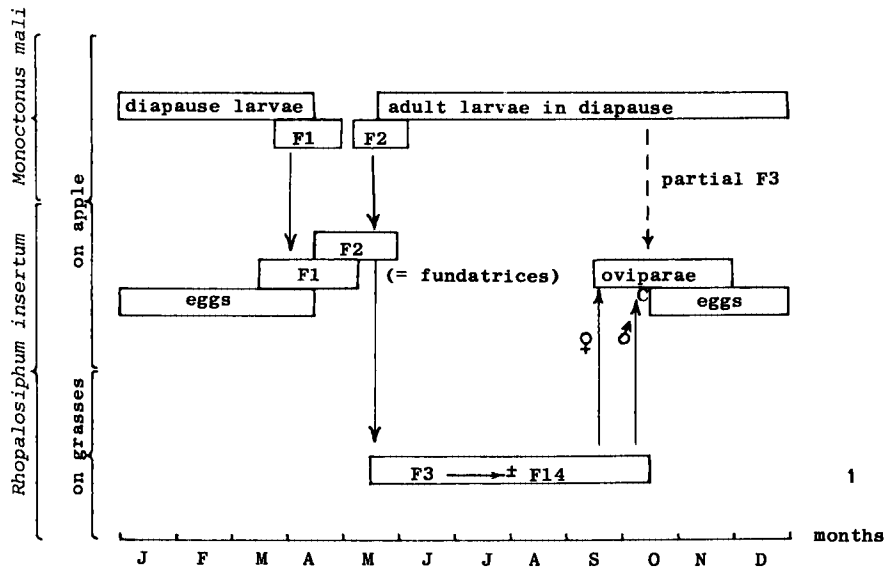 Monoctonus mali
Rhopalosiphum insertum
on apple
on grasses
diapause larvae
adult larvae in diapause
F1
F2
partial F3
F2
F1
(= fundatrices)
oviparae
eggs
C
eggs
♀
♂
F3 ± F14
1
months
J F M A M J J A S O N D